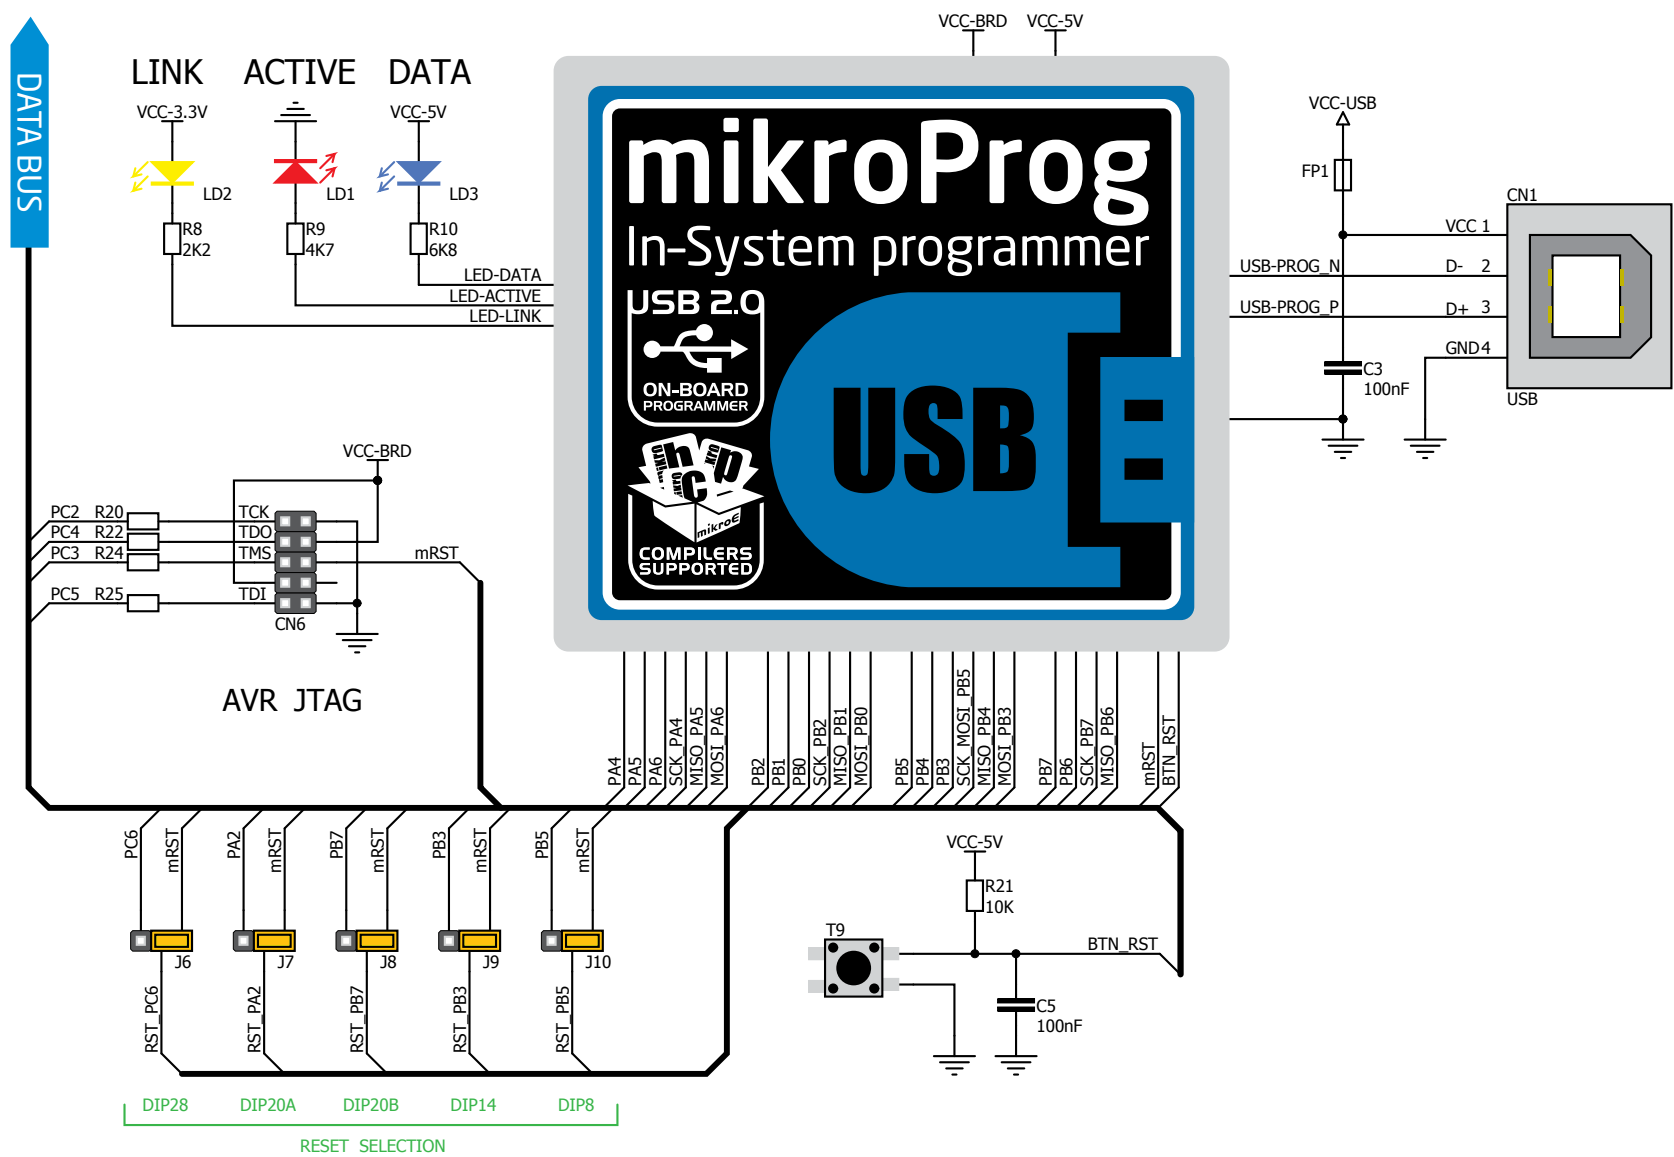 VCC-BRD VCC-5V
DATA BUS
LINK ACTIVE DATA
VCC-3.3V VCC-5V
LD2 LD1 LD3
R8 2K2
R9 4K7
R10 6K8
LED-DATA
LED-ACTIVE
LED-LINK
mikroProg
In-System programmer
USB 2.0
ON-BOARD
PROGRAMMER
USB
mikroE
COMPILERS
SUPPORTED
VCC-USB
FP1
CN1
VCC 1
USB-PROG_N D- 2
USB-PROG_P D+ 3
GND 4
C3
100nF
USB
VCC-BRD
PC2 R20 TCK
PC4 R22 TDO
PC3 R24 TMS mRST
PC5 R25 TDI
CN6
AVR JTAG
PA4
PA5
PA6
SCK_PA4
MISO_PA5
MOSI_PA6
PB2
PB1
PB0
SCK_PB2
MISO_PB1
MOSI_PB0
PB5
PB4
PB3
SCK_MOSI_PB5
MISO_PB4
MOSI_PB3
PB7
PB6
SCK_PB7
MISO_PB6
mRST
BTN_RST
PC6 mRST PA2 mRST PB7 mRST PB3 mRST PB5 mRST
J6 J7 J8 J9 J10
RST_PC6 RST_PA2 RST_PB7 RST_PB3 RST_PB5
VCC-5V
R21
10K
T9
BTN_RST
C5
100nF
DIP28 DIP20A DIP20B DIP14 DIP8
RESET SELECTION